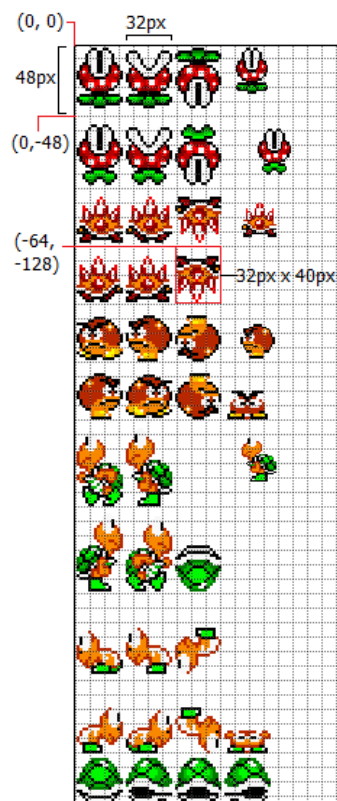 (0, 0)
32px
48px
(0,-48)
(-64,
-128)
32px x 40px